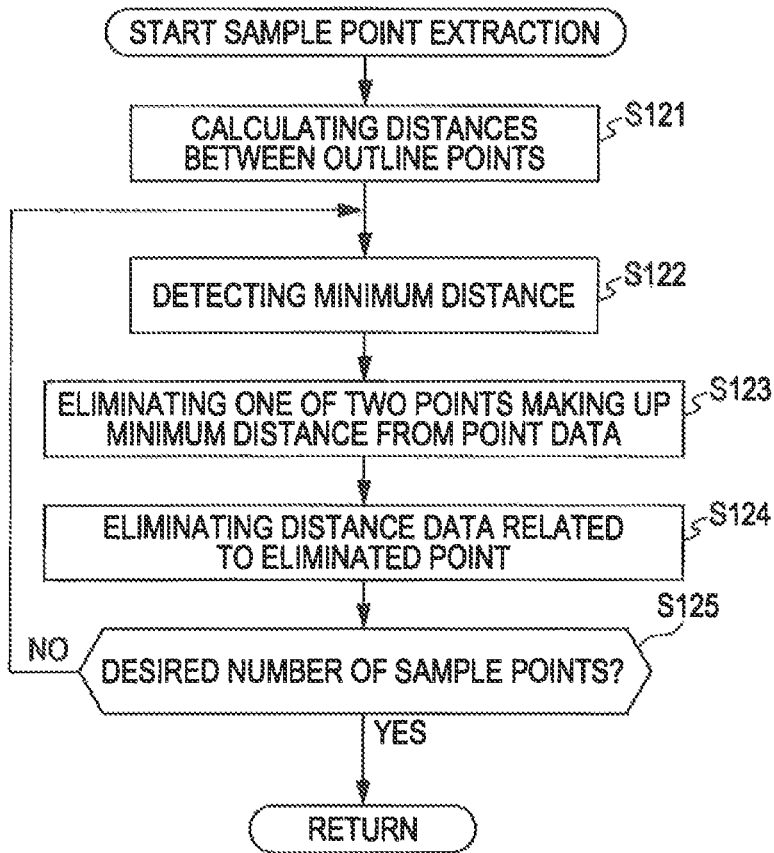 START SAMPLE POINT EXTRACTION
S121
CALCULATING DISTANCES
BETWEEN OUTLINE POINTS
S122
DETECTING MINIMUM DISTANCE
S123
ELIMINATING ONE OF TWO POINTS MAKING UP
MINIMUM DISTANCE FROM POINT DATA
S124
ELIMINATING DISTANCE DATA RELATED
TO ELIMINATED POINT
S125
DESIRED NUMBER OF SAMPLE POINTS?
NO
YES
RETURN